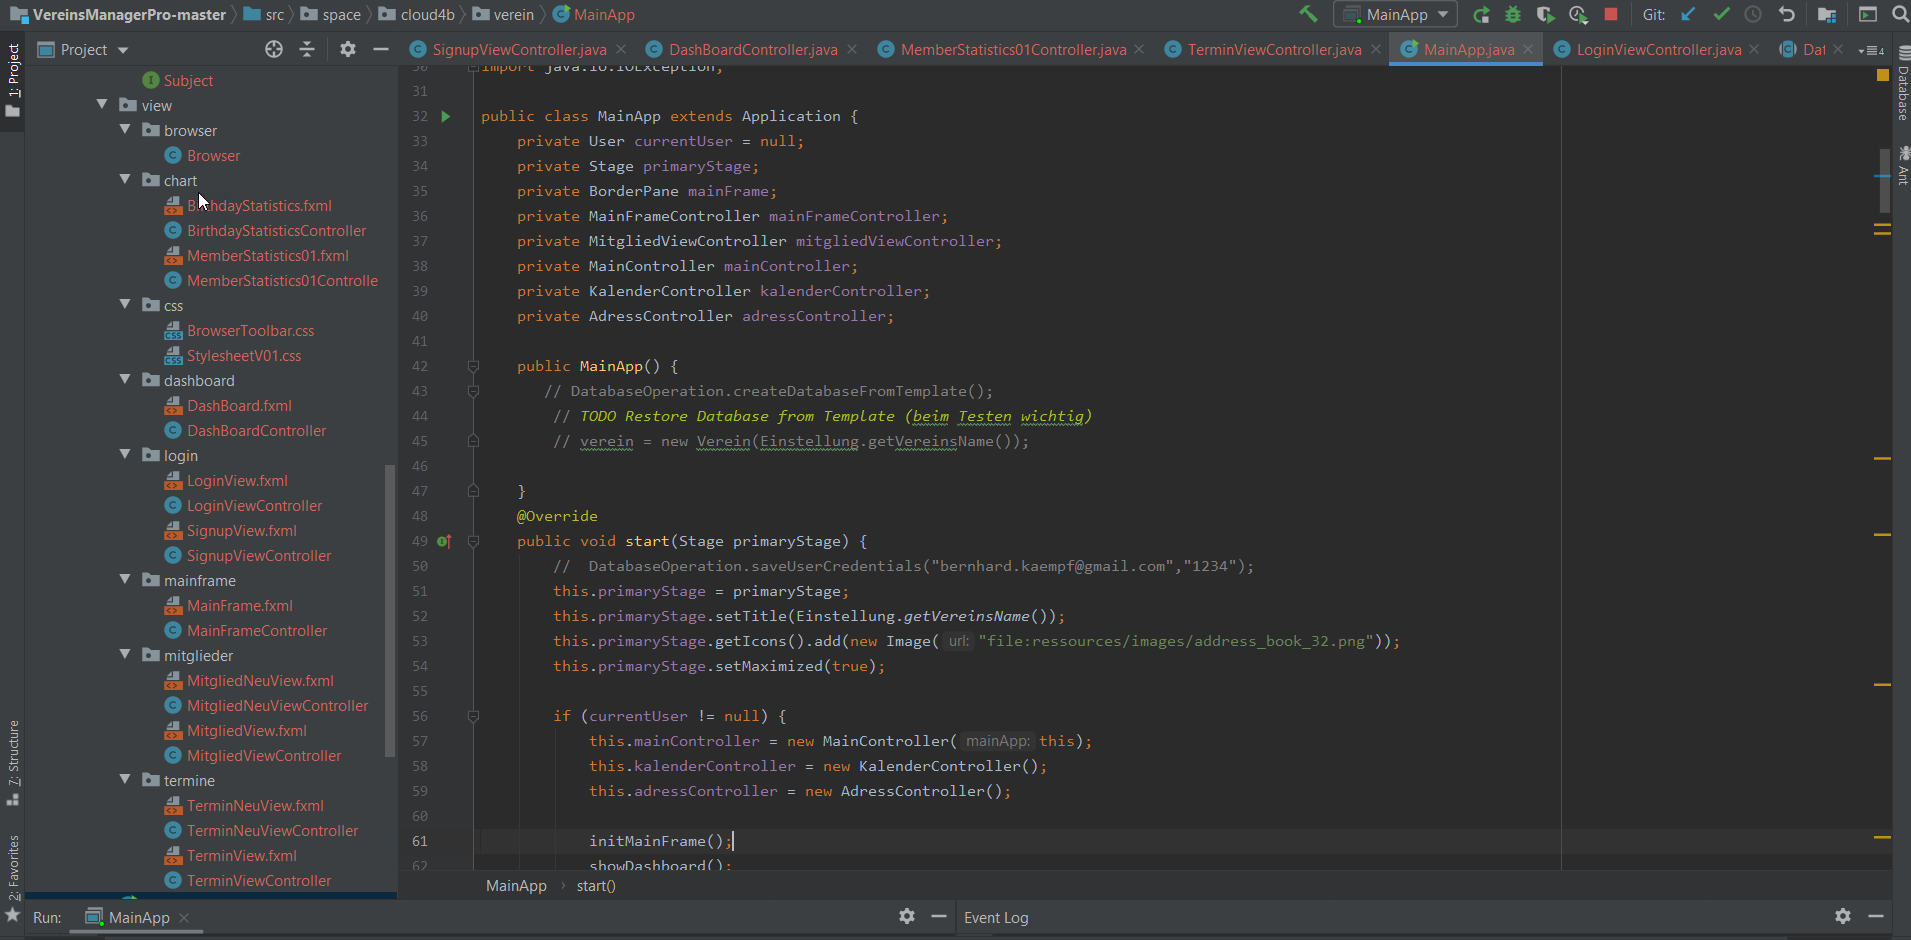 VereinsManagerPro-master
src
space
cloud4b
verein
MainApp
MainApp
Git:
1: Project
Project
SignupViewController.java
DashBoardController.java
MemberStatistics01Controller.java
TerminViewController.java
MainApp.java
LoginViewController.java
Dat
4
Database
Ant
Subject
view
browser
Browser
chart
BirthdayStatistics.fxml
BirthdayStatisticsController
MemberStatistics01.fxml
MemberStatistics01Controlle
css
BrowserToolbar.css
StylesheetV01.css
dashboard
DashBoard.fxml
DashBoardController
login
LoginView.fxml
LoginViewController
SignupView.fxml
SignupViewController
mainframe
MainFrame.fxml
MainFrameController
mitglieder
MitgliedNeuView.fxml
MitgliedNeuViewController
MitgliedView.fxml
MitgliedViewController
termine
TerminNeuView.fxml
TerminNeuViewController
TerminView.fxml
TerminViewController
7: Structure
2: Favorites
30 import java.io.IOException;
31
32 public class MainApp extends Application {
33 private User currentUser = null;
34 private Stage primaryStage;
35 private BorderPane mainFrame;
36 private MainFrameController mainFrameController;
37 private MitgliedViewController mitgliedViewController;
38 private MainController mainController;
39 private KalenderController kalenderController;
40 private AdressController adressController;
41
42 public MainApp() {
43 // DatabaseOperation.createDatabaseFromTemplate();
44 // TODO Restore Database from Template (beim Testen wichtig)
45 // verein = new Verein(Einstellung.getVereinsName());
46
47 }
48 @Override
49 public void start(Stage primaryStage) {
50 // DatabaseOperation.saveUserCredentials("bernhard.kaempf@gmail.com","1234");
51 this.primaryStage = primaryStage;
52 this.primaryStage.setTitle(Einstellung.getVereinsName());
53 this.primaryStage.getIcons().add(new Image( url: "file:ressources/images/address_book_32.png"));
54 this.primaryStage.setMaximized(true);
55
56 if (currentUser != null) {
57 this.mainController = new MainController( mainApp: this);
58 this.kalenderController = new KalenderController();
59 this.adressController = new AdressController();
60
61 initMainFrame();
62 showDashboard();
MainApp › start()
Run: MainApp
Event Log